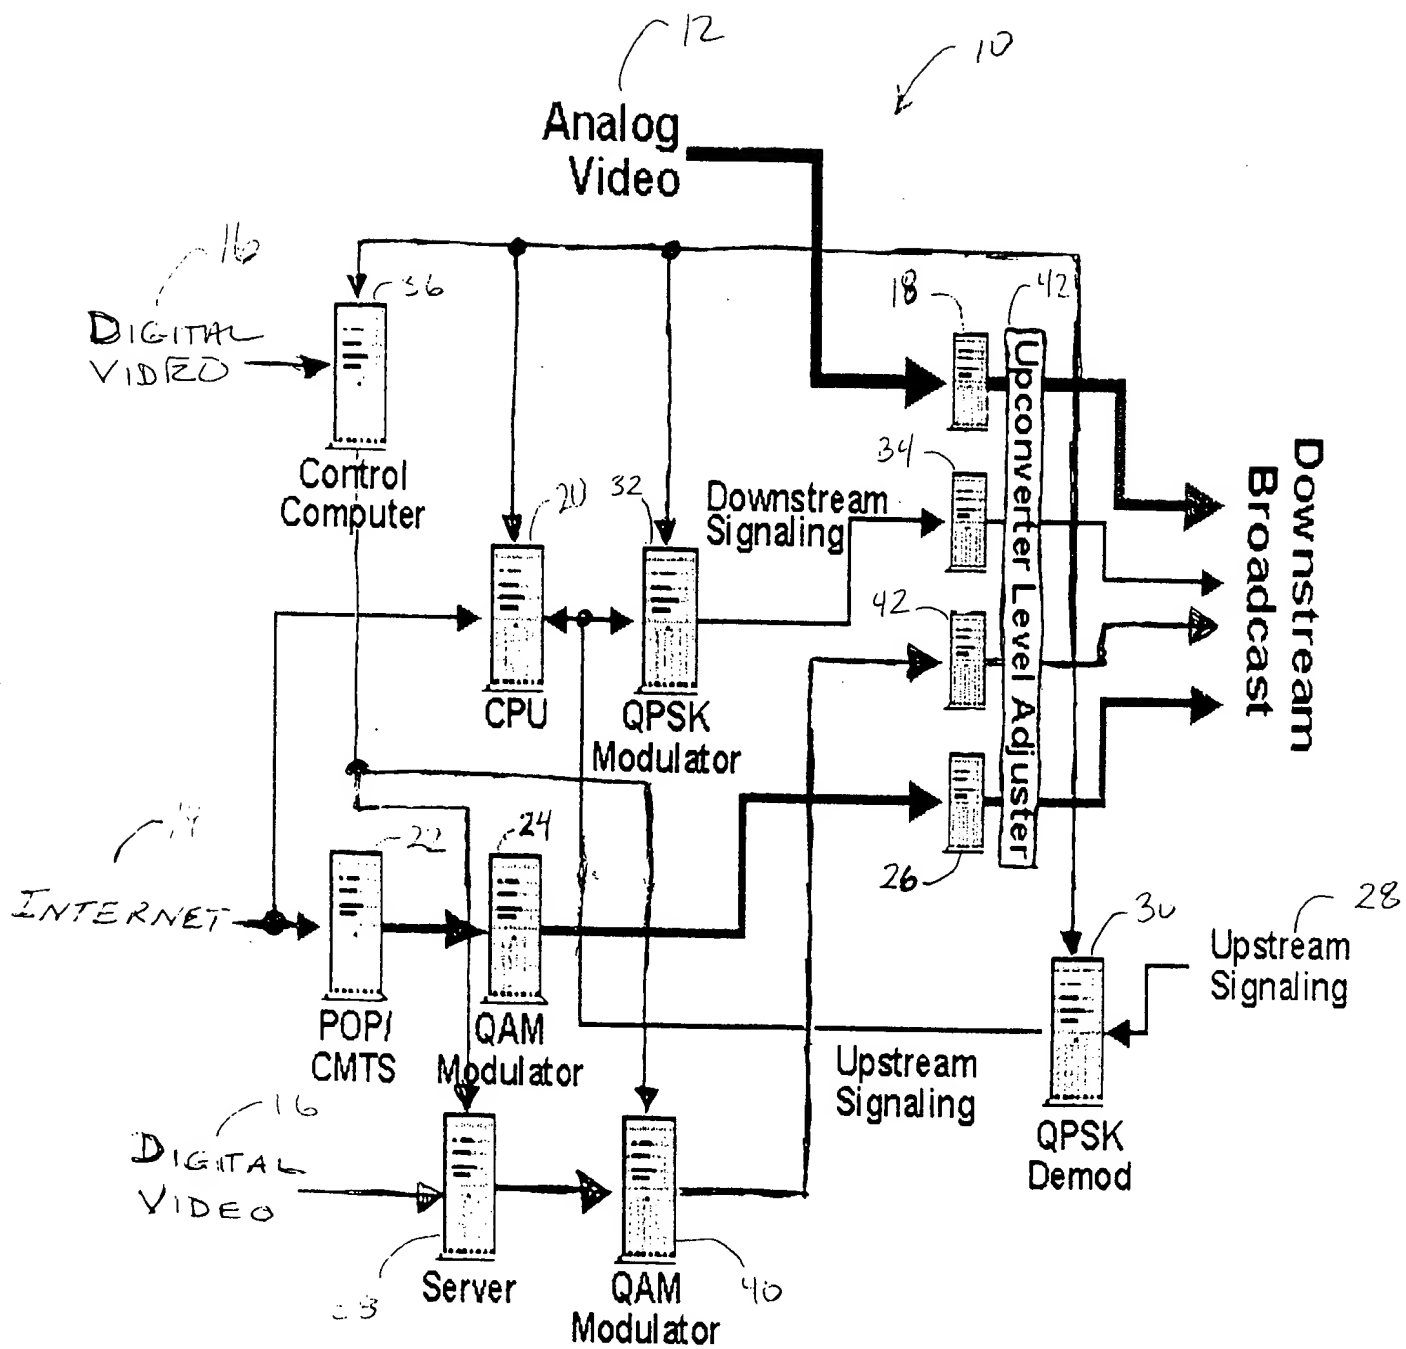 12
10
Analog
Video
16
36
DIGITAL
VIDEO
18
42
Upconverter Level Adjuster
Control
Computer
20
32
34
Downstream
Signaling
Downstream
Broadcast
42
CPU
QPSK
Modulator
22
24
26
INTERNET
30
28
Upstream
Signaling
POP/
CMTS
QAM
Modulator
Upstream
Signaling
16
DIGITAL
VIDEO
QPSK
Demod
Server
40
QAM
Modulator